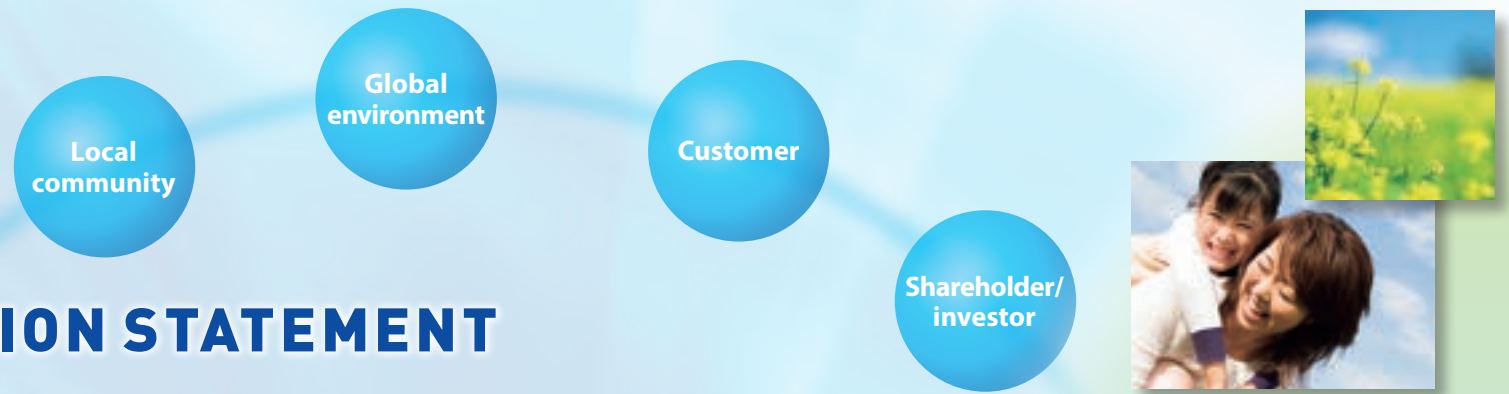 Local
community
Global
environment
Customer
Shareholder/
investor
ION STATEMENT